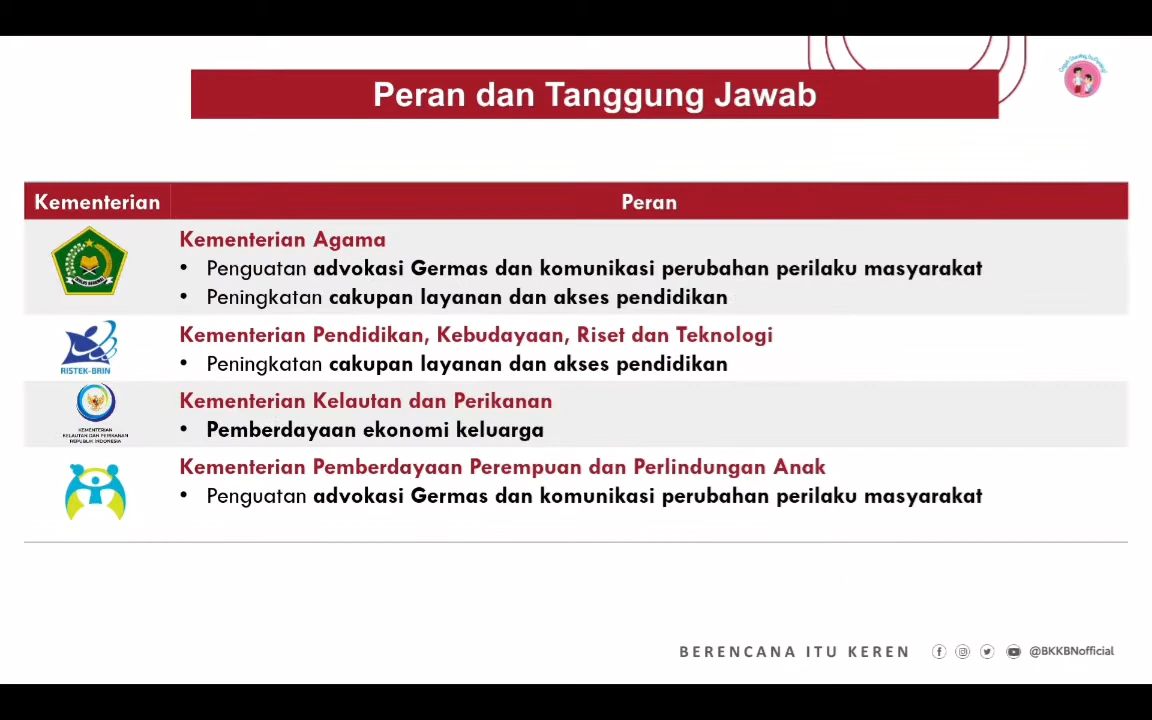 Peran dan Tanggung Jawab
Kementerian
Peran
Kementerian Agama
• Penguatan advokasi Germas dan komunikasi perubahan perilaku masyarakat
• Peningkatan cakupan layanan dan akses pendidikan
RISTEK-BRIN
Kementerian Pendidikan, Kebudayaan, Riset dan Teknologi
• Peningkatan cakupan layanan dan akses pendidikan
KEMENTERIAN
KELAUTAN DAN PERIKANAN
REPUBLIK INDONESIA
Kementerian Kelautan dan Perikanan
• Pemberdayaan ekonomi keluarga
Kementerian Pemberdayaan Perempuan dan Perlindungan Anak
• Penguatan advokasi Germas dan komunikasi perubahan perilaku masyarakat
BERENCANA ITU KEREN
@BKKBNofficial